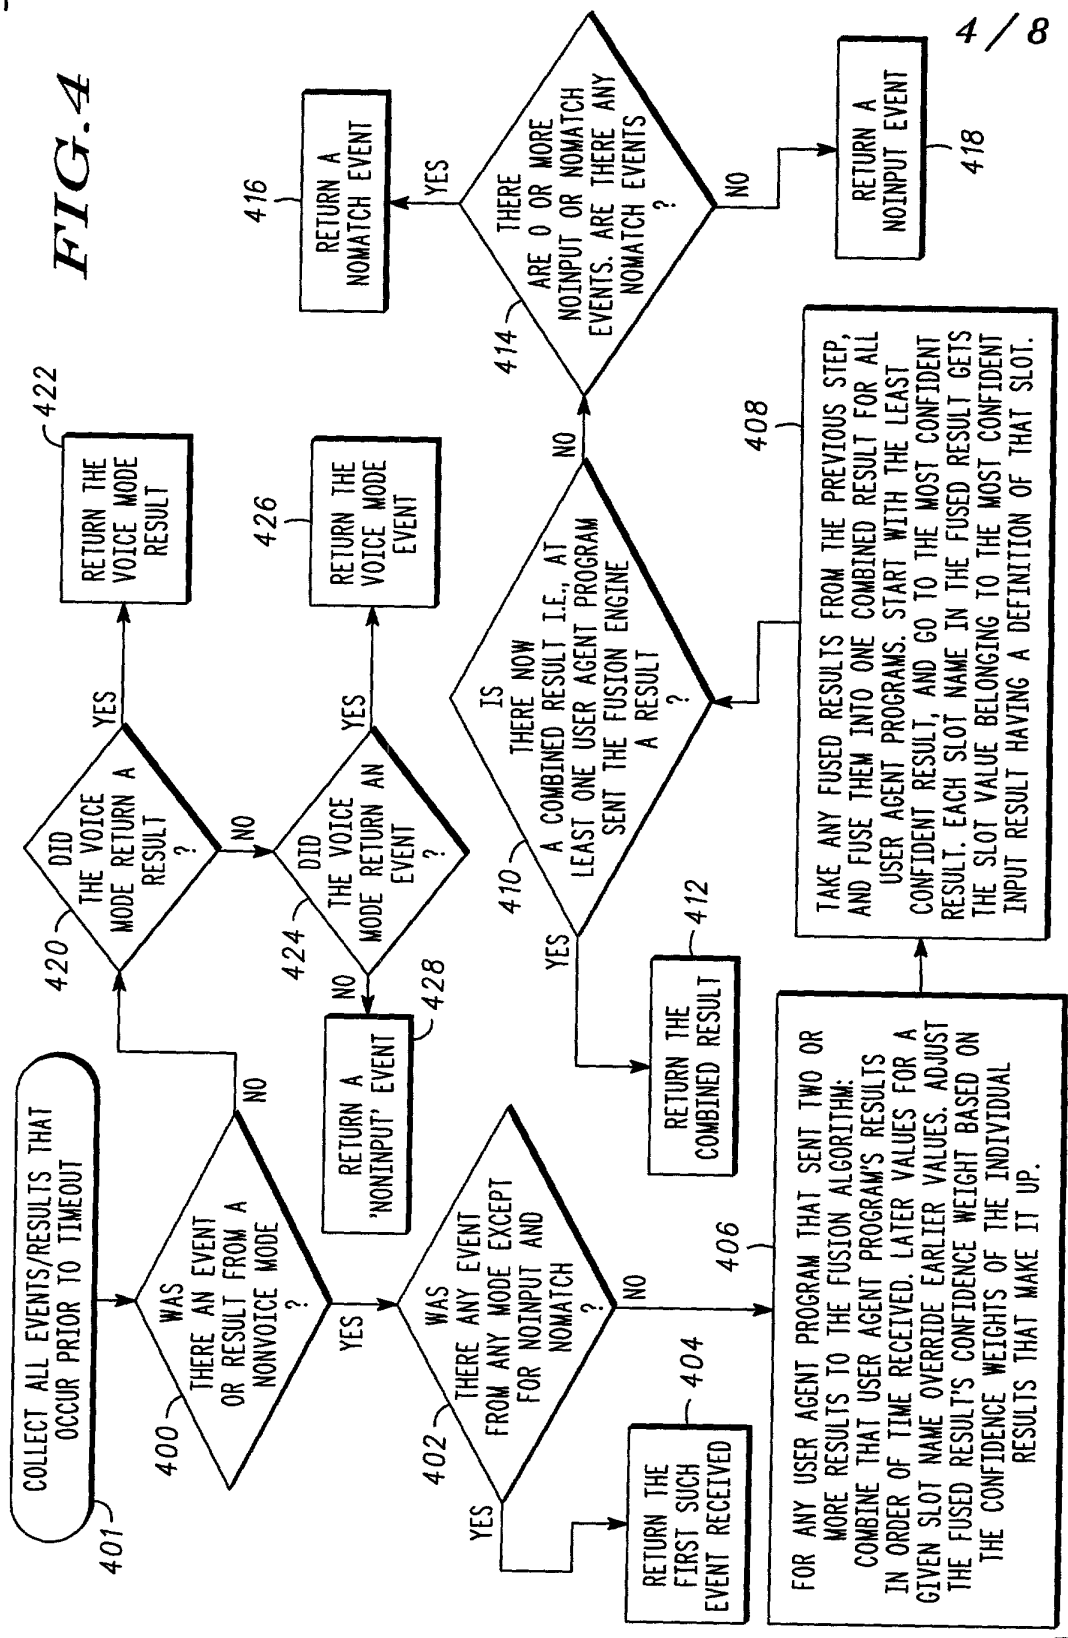 4/8
FIG.4
COLLECT ALL EVENTS/RESULTS THAT
OCCUR PRIOR TO TIMEOUT
401
WAS
THERE AN EVENT
OR RESULT FROM A
NONVOICE MODE
?
400
NO
YES
DID
THE VOICE
MODE RETURN A
RESULT
?
420
YES
NO
RETURN THE
VOICE MODE
RESULT
422
DID
THE VOICE
MODE RETURN AN
EVENT
?
424
YES
NO
RETURN THE
VOICE MODE
EVENT
426
RETURN A
'NONINPUT' EVENT
428
WAS
THERE ANY EVENT
FROM ANY MODE EXCEPT
FOR NOINPUT AND
NOMATCH
?
402
YES
NO
RETURN THE
FIRST SUCH
EVENT RECEIVED
404
FOR ANY USER AGENT PROGRAM THAT SENT TWO OR
MORE RESULTS TO THE FUSION ALGORITHM:
COMBINE THAT USER AGENT PROGRAM'S RESULTS
IN ORDER OF TIME RECEIVED. LATER VALUES FOR A
GIVEN SLOT NAME OVERRIDE EARLIER VALUES. ADJUST
THE FUSED RESULT'S CONFIDENCE WEIGHT BASED ON
THE CONFIDENCE WEIGHTS OF THE INDIVIDUAL
RESULTS THAT MAKE IT UP.
406
TAKE ANY FUSED RESULTS FROM THE PREVIOUS STEP,
AND FUSE THEM INTO ONE COMBINED RESULT FOR ALL
USER AGENT PROGRAMS. START WITH THE LEAST
CONFIDENT RESULT, AND GO TO THE MOST CONFIDENT
RESULT. EACH SLOT NAME IN THE FUSED RESULT GETS
THE SLOT VALUE BELONGING TO THE MOST CONFIDENT
INPUT RESULT HAVING A DEFINITION OF THAT SLOT.
408
IS
THERE NOW
A COMBINED RESULT I.E., AT
LEAST ONE USER AGENT PROGRAM
SENT THE FUSION ENGINE
A RESULT
?
410
YES
NO
RETURN THE
COMBINED RESULT
412
THERE
ARE 0 OR MORE
NOINPUT OR NOMATCH
EVENTS. ARE THERE ANY
NOMATCH EVENTS
?
414
YES
NO
RETURN A
NOMATCH EVENT
416
RETURN A
NOINPUT EVENT
418